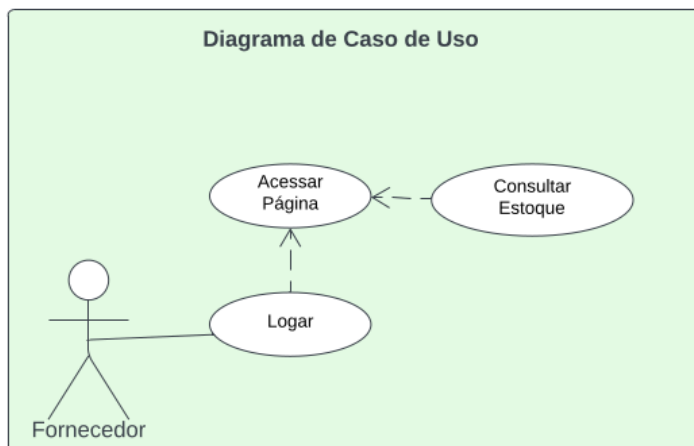 Diagrama de Caso de Uso
Acessar
Página
Consultar
Estoque
Logar
Fornecedor